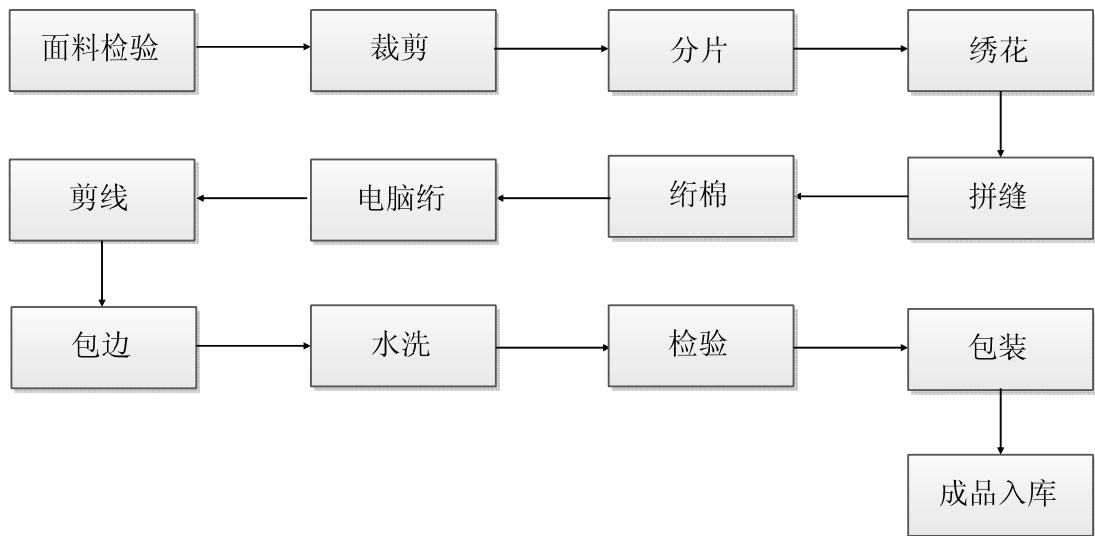 面料检验
裁剪
分片
绣花
拼缝
绗棉
电脑绗
剪线
包边
水洗
检验
包装
成品入库